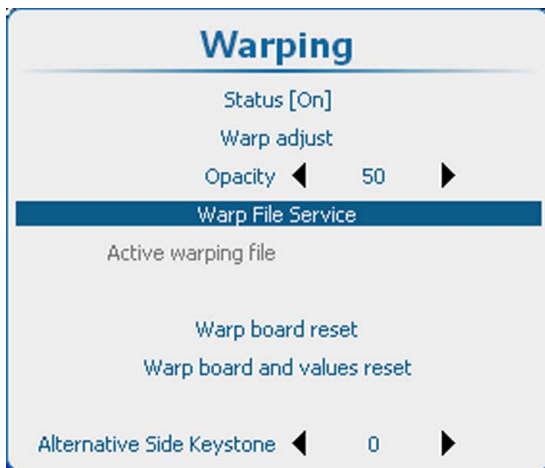 Warping
Status [On]
Warp adjust
Opacity 50
Warp File Service
Active warping file
Warp board reset
Warp board and values reset
Alternative Side Keystone 0